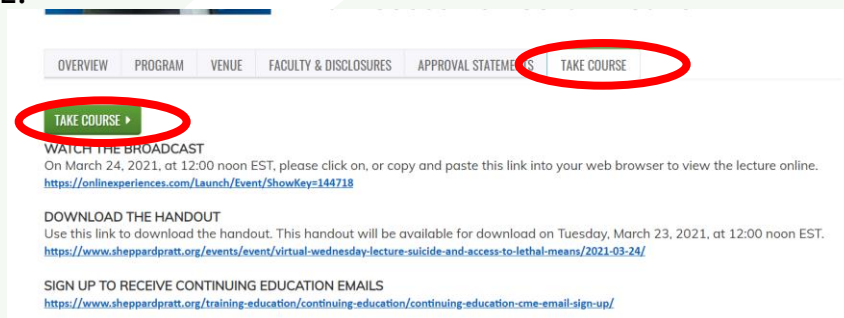 2.
OVERVIEW PROGRAM VENUE FACULTY & DISCLOSURES APPROVAL STATEMENTS TAKE COURSE
TAKE COURSE
WATCH THE BROADCAST
On March 24, 2021, at 12:00 noon EST, please click on, or copy and paste this link into your web browser to view the lecture online.
https://onlinexperiences.com/Launch/Event/ShowKey=144718
DOWNLOAD THE HANDOUT
Use this link to download the handout. This handout will be available for download on Tuesday, March 23, 2021, at 12:00 noon EST.
https://www.sheppardpratt.org/events/event/virtual-wednesday-lecture-suicide-and-access-to-lethal-means/2021-03-24/
SIGN UP TO RECEIVE CONTINUING EDUCATION EMAILS
https://www.sheppardpratt.org/training-education/continuing-education/continuing-education-cme-email-sign-up/